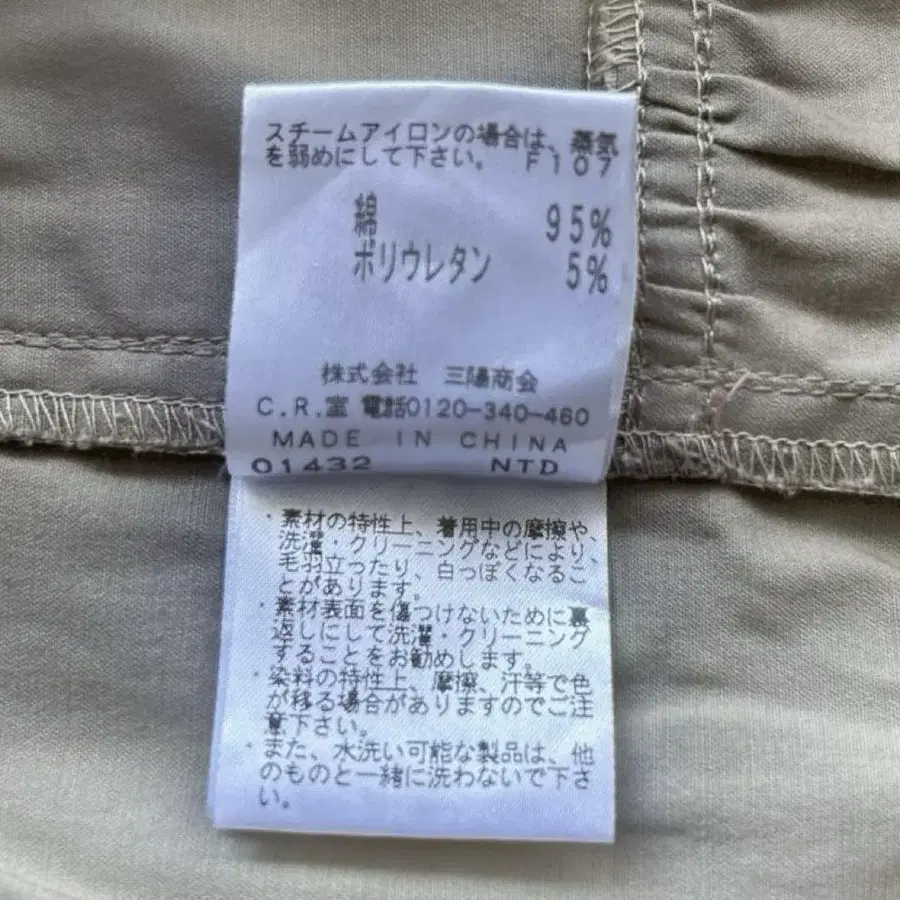 スチームアイロンの場合は、蒸気
を弱めにして下さい。 F107
綿 95%
ポリウレタン 5%
株式会社 三陽商会
C.R.室 電話0120-340-460
MADE IN CHINA
01432 NTD
・素材の特性上、着用中の摩擦や、
洗濯・クリーニングなどにより、
毛羽立ったり、白っぽくなるこ
とがあります。
・素材表面を傷つけないために裏
返しにして洗濯・クリーニング
することをお勧めします。
・染料の特性上、摩擦、汗等で色
が移る場合がありますのでご注
意下さい。
・また、水洗い可能な製品は、他
のものと一緒に洗わないで下さ
い。